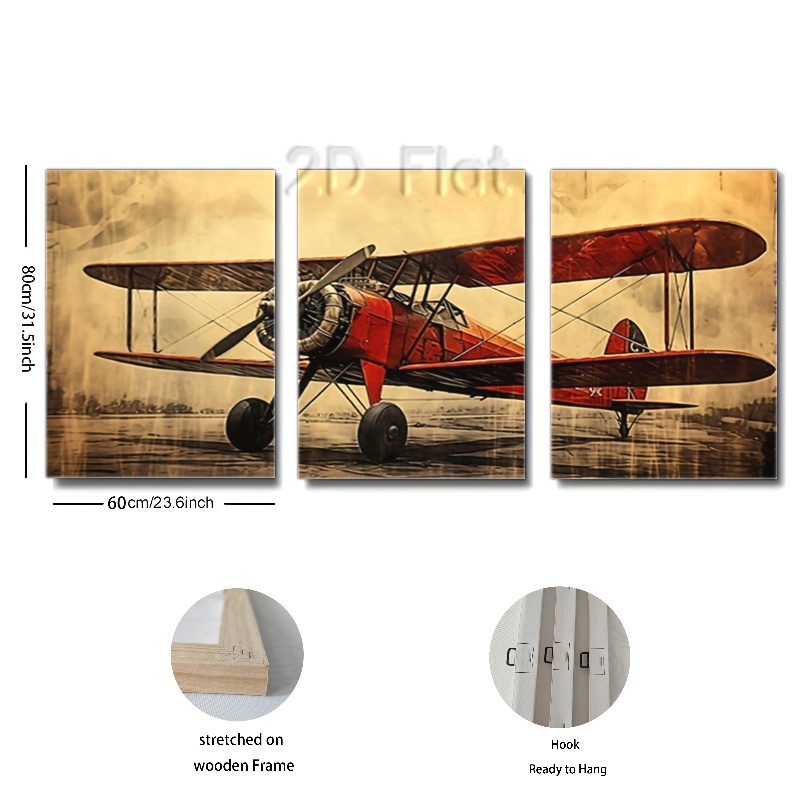 2D Flat
80cm/31.5inch
60cm/23.6inch
stretched on
wooden Frame
Hook
Ready to Hang